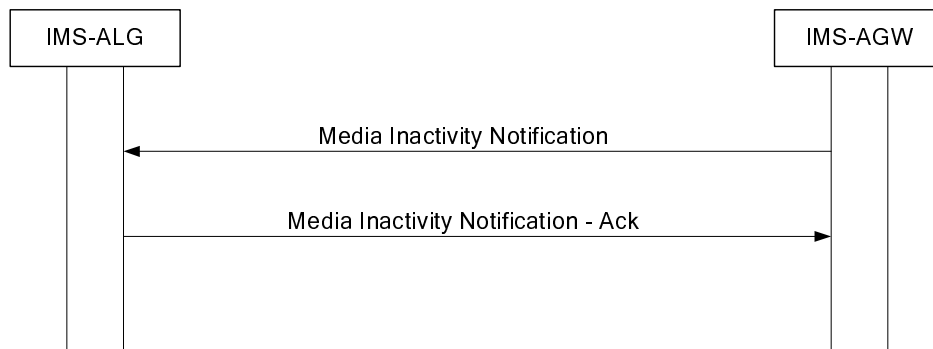 IMS-ALG
IMS-AGW
Media Inactivity Notification
Media Inactivity Notification - Ack